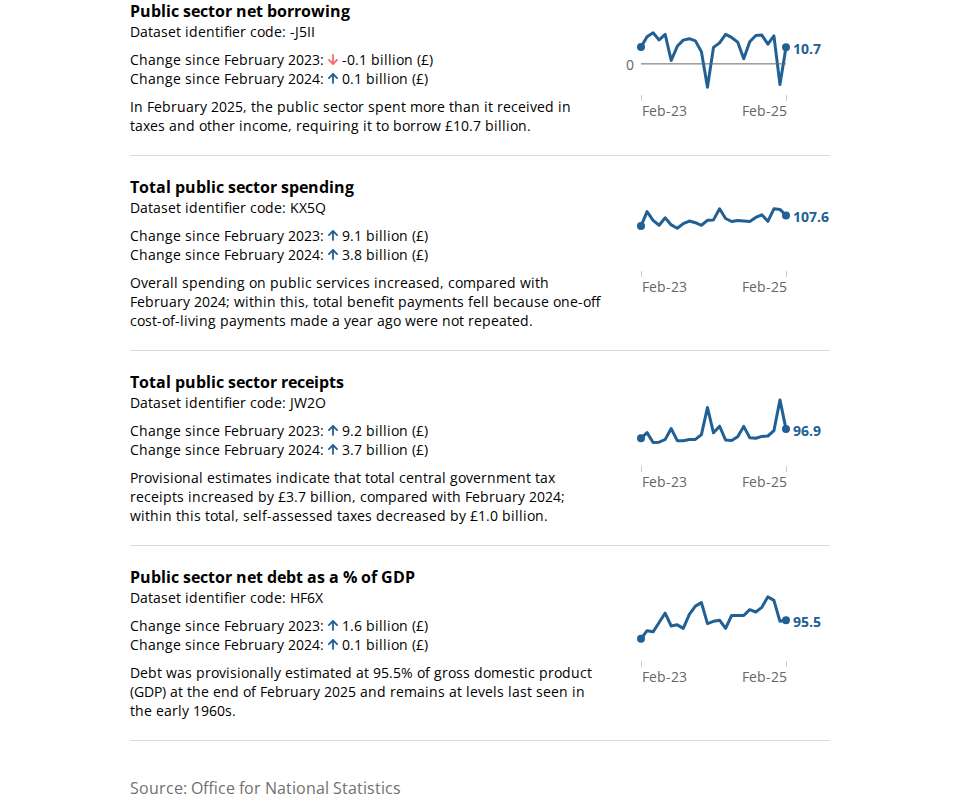 Public sector net borrowing
Dataset identifier code: -J5II
Change since February 2023: ↓ -0.1 billion (£)
Change since February 2024: ↑ 0.1 billion (£)
In February 2025, the public sector spent more than it received in
taxes and other income, requiring it to borrow £10.7 billion.
10.7
0
Feb-23
Feb-25
Total public sector spending
Dataset identifier code: KX5Q
Change since February 2023: ↑ 9.1 billion (£)
Change since February 2024: ↑ 3.8 billion (£)
Overall spending on public services increased, compared with
February 2024; within this, total benefit payments fell because one-off
cost-of-living payments made a year ago were not repeated.
107.6
Feb-23
Feb-25
Total public sector receipts
Dataset identifier code: JW2O
Change since February 2023: ↑ 9.2 billion (£)
Change since February 2024: ↑ 3.7 billion (£)
Provisional estimates indicate that total central government tax
receipts increased by £3.7 billion, compared with February 2024;
within this total, self-assessed taxes decreased by £1.0 billion.
96.9
Feb-23
Feb-25
Public sector net debt as a % of GDP
Dataset identifier code: HF6X
Change since February 2023: ↑ 1.6 billion (£)
Change since February 2024: ↑ 0.1 billion (£)
Debt was provisionally estimated at 95.5% of gross domestic product
(GDP) at the end of February 2025 and remains at levels last seen in
the early 1960s.
95.5
Feb-23
Feb-25
Source: Office for National Statistics